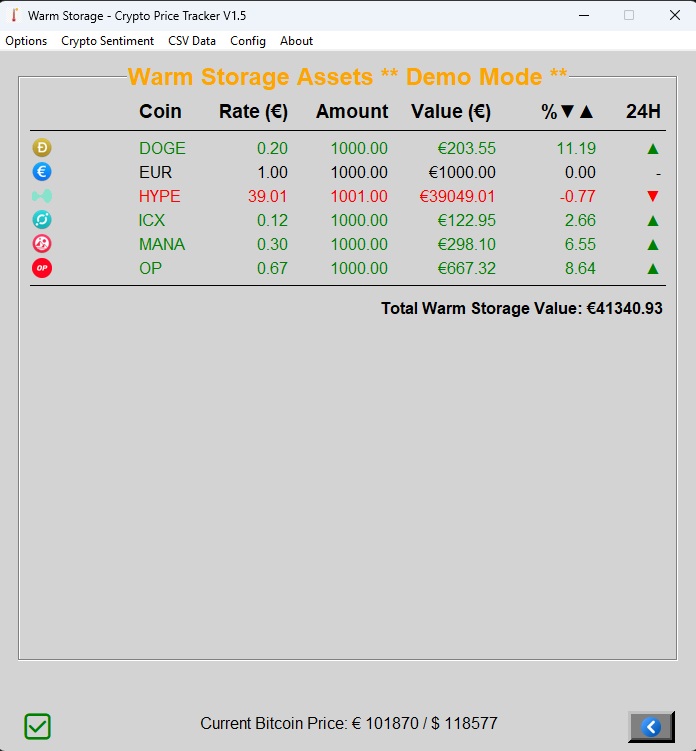 Warm Storage - Crypto Price Tracker V1.5
Options Crypto Sentiment CSV Data Config About
Warm Storage Assets ** Demo Mode **
Coin Rate (€) Amount Value (€) %▼▲ 24H
DOGE 0.20 1000.00 €203.55 11.19 ▲
EUR 1.00 1000.00 €1000.00 0.00 -
HYPE 39.01 1001.00 €39049.01 -0.77 ▼
ICX 0.12 1000.00 €122.95 2.66 ▲
MANA 0.30 1000.00 €298.10 6.55 ▲
OP OP 0.67 1000.00 €667.32 8.64 ▲
Total Warm Storage Value: €41340.93
Current Bitcoin Price: € 101870 / $ 118577